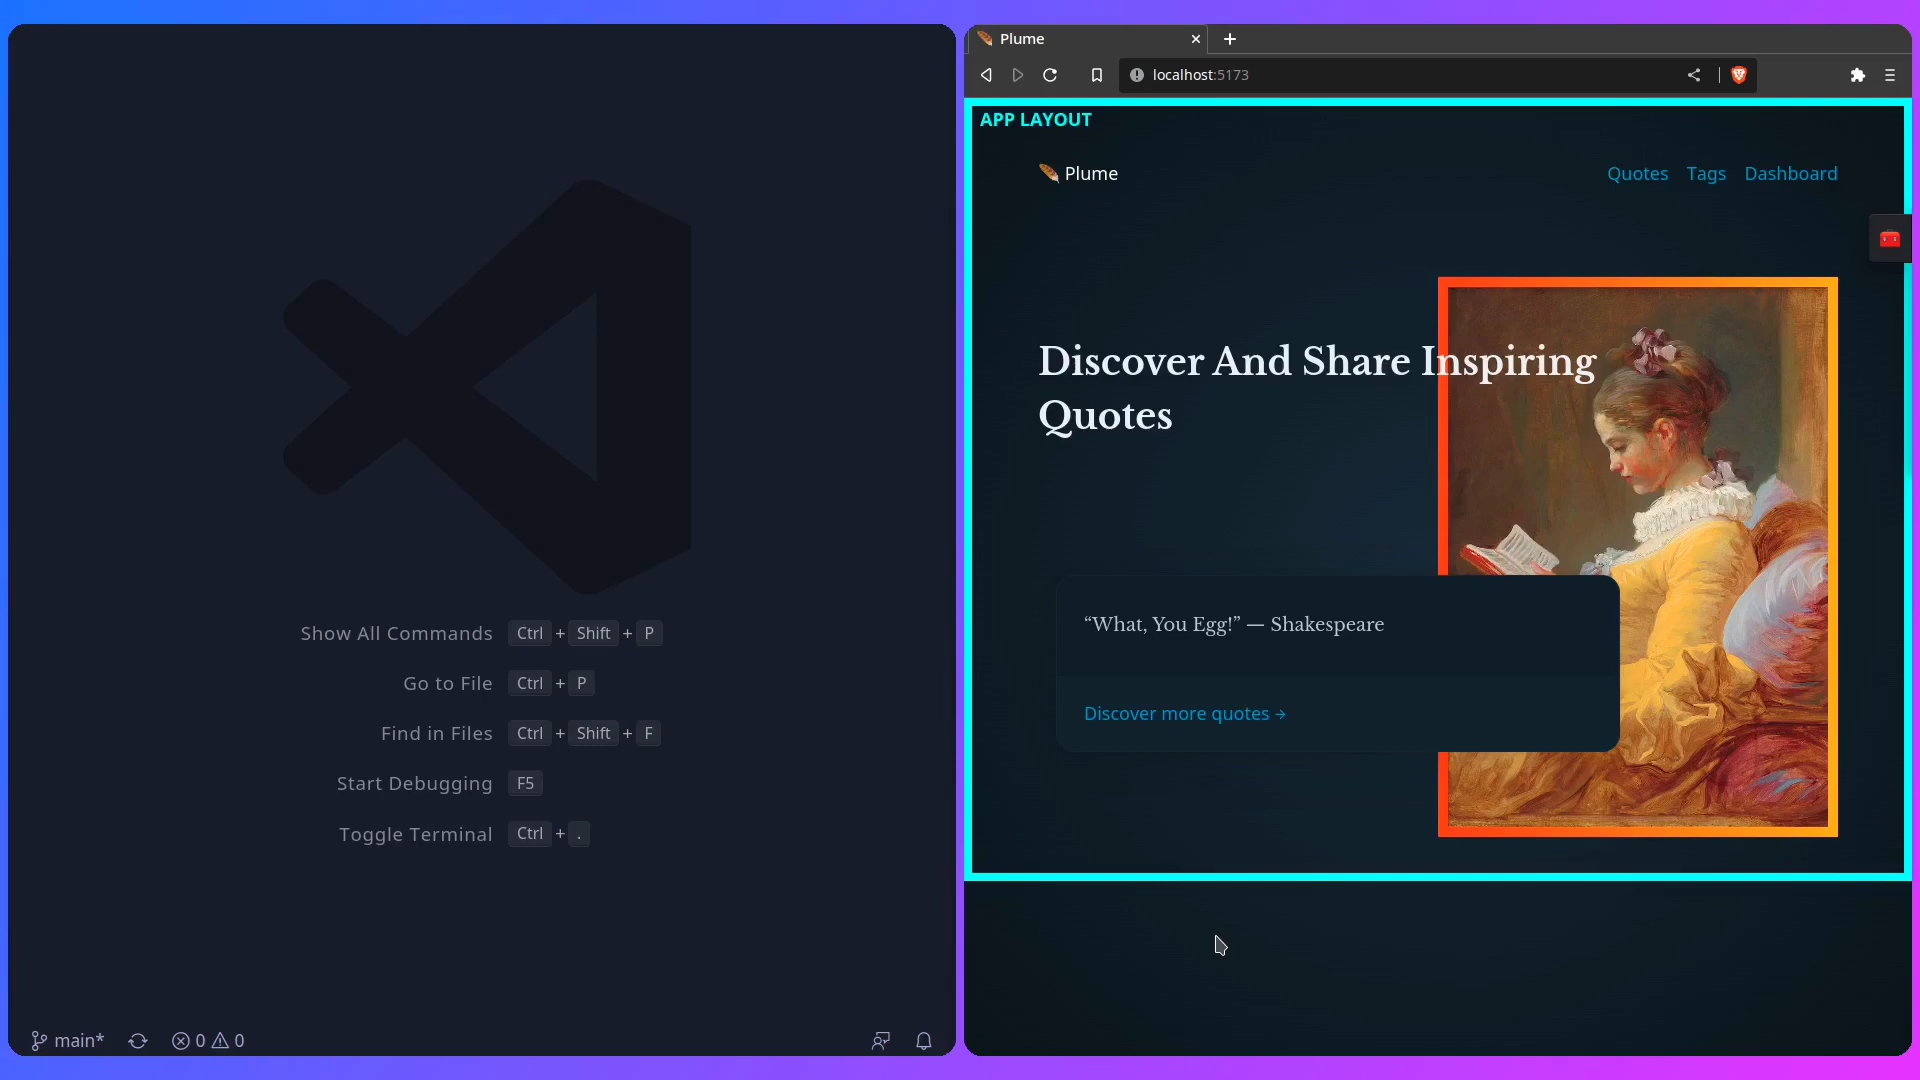 Show All Commands Ctrl + Shift + P
Go to File Ctrl + P
Find in Files Ctrl + Shift + F
Start Debugging F5
Toggle Terminal Ctrl + .
main* 0 0
Plume
localhost:5173
APP LAYOUT
Plume Quotes Tags Dashboard
Discover And Share Inspiring
Quotes
“What, You Egg!” — Shakespeare
Discover more quotes →